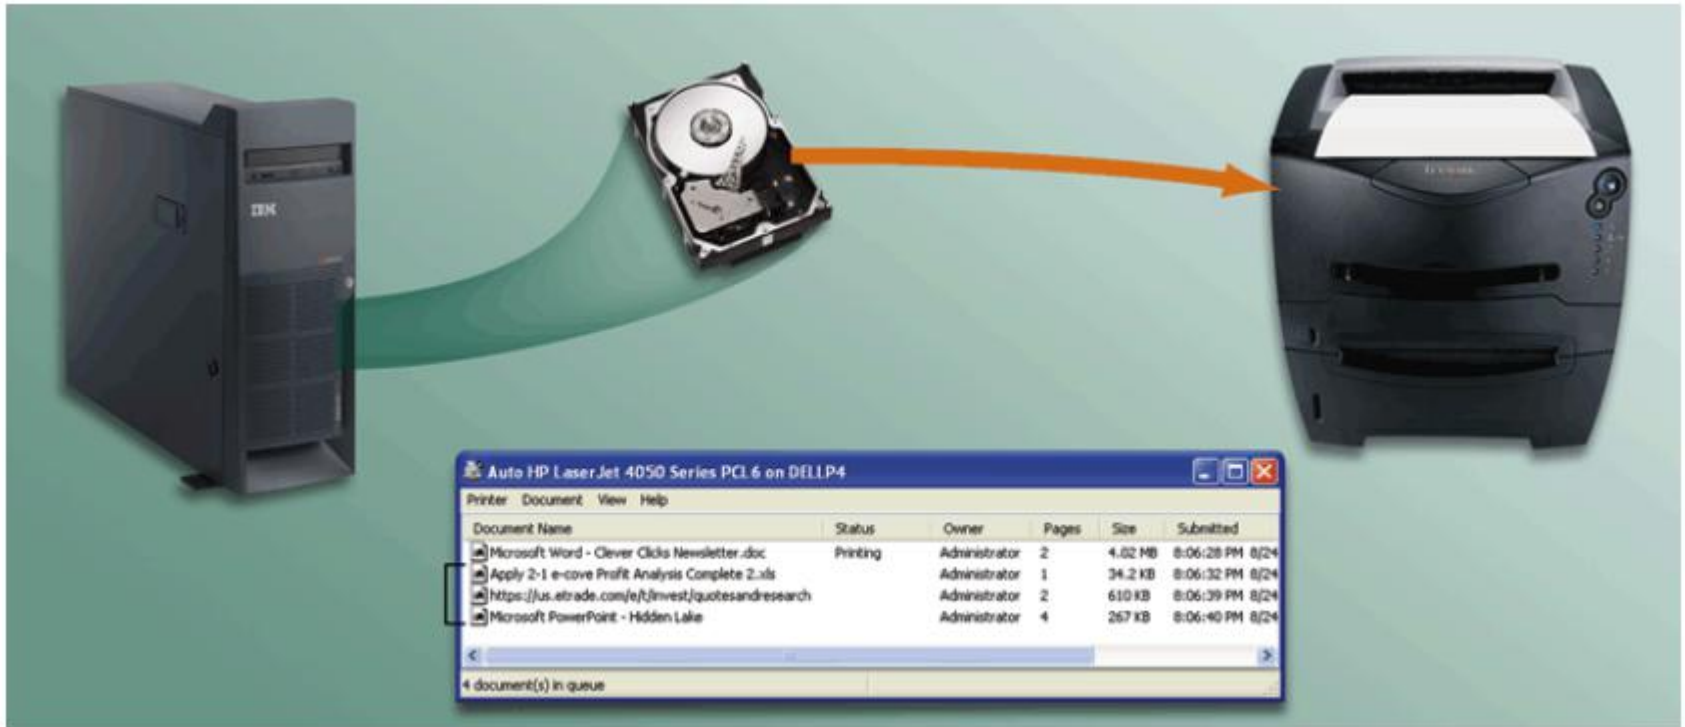 IBM
Lexmark
Auto HP LaserJet 4050 Series PCL6 on DELLP4
Printer Document View Help
Document Name Status Owner Pages Size Submitted
Microsoft Word - Clever Clicks Newsletter.doc Printing Administrator 2 4.02 MB 8:06:28 PM 8/24
Apply 2-1 e-cove Profit Analysis Complete 2.xls Administrator 1 34.2 KB 8:06:32 PM 8/24
https://us.etrade.com/e/t/invest/quotesandresearch Administrator 2 610 KB 8:06:39 PM 8/24
Microsoft PowerPoint - Hidden Lake Administrator 4 267 KB 8:06:40 PM 8/24
4 document(s) in queue